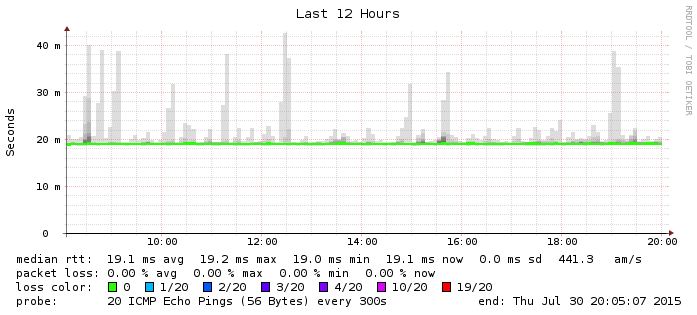 Last 12 Hours
RRDTOOL / TOBI OETIKER
Seconds
40 m
30 m
20 m
10 m
0
10:00 12:00 14:00 16:00 18:00 20:00
median rtt: 19.1 ms avg 19.2 ms max 19.0 ms min 19.1 ms now 0.0 ms sd 441.3 am/s
packet loss: 0.00 % avg 0.00 % max 0.00 % min 0.00 % now
loss color: 0 1/20 2/20 3/20 4/20 10/20 19/20
probe: 20 ICMP Echo Pings (56 Bytes) every 300s end: Thu Jul 30 20:05:07 2015